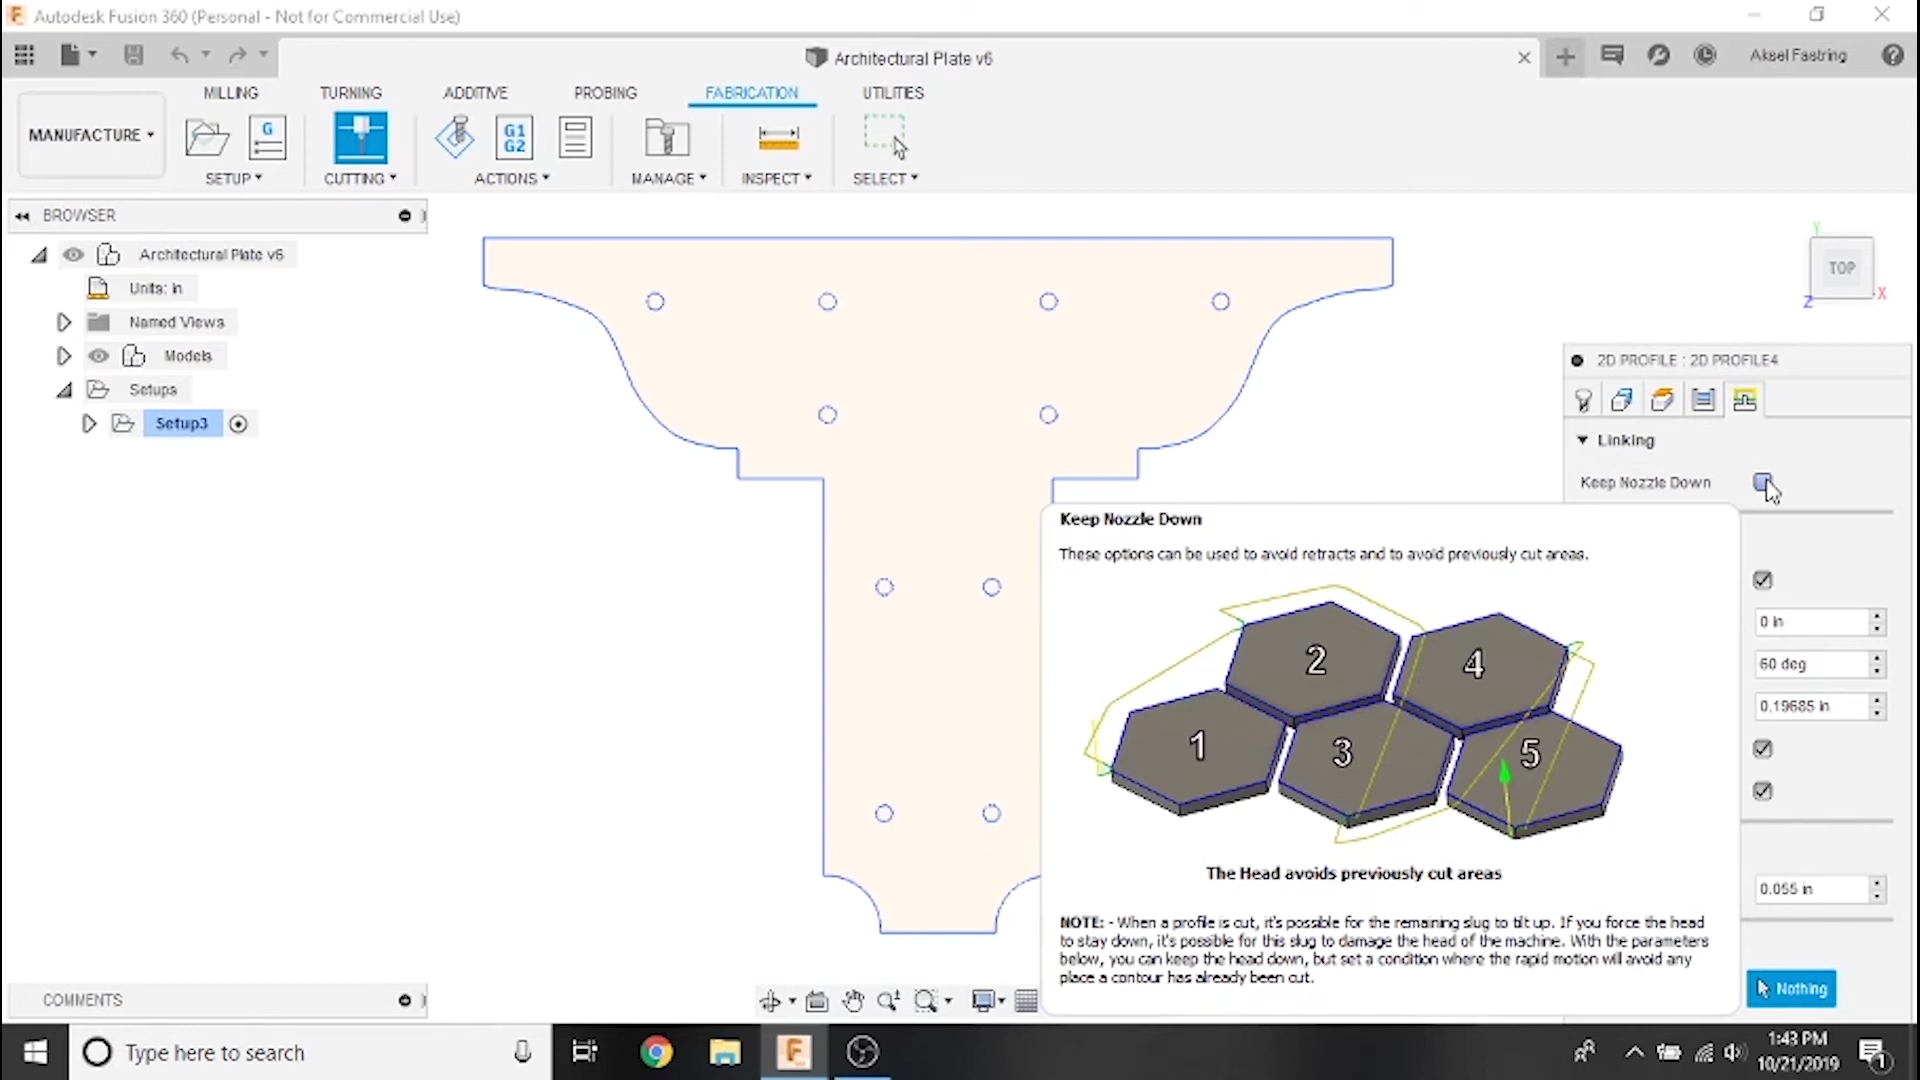 Autodesk Fusion 360 (Personal - Not for Commercial Use)
Architectural Plate v6
Aksel Fastring
MILLING TURNING ADDITIVE PROBING FABRICATION UTILITIES
MANUFACTURE
G
G1
G2
SETUP CUTTING ACTIONS MANAGE INSPECT SELECT
BROWSER
Architectural Plate v6
Units: in
Named Views
Models
Setups
Setup3
Y
TOP
Z
X
2D PROFILE : 2D PROFILE4
Linking
Keep Nozzle Down
Keep Nozzle Down
These options can be used to avoid retracts and to avoid previously cut areas.
1
2
3
4
5
The Head avoids previously cut areas
NOTE: - When a profile is cut, it's possible for the remaining slug to tilt up. If you force the head
to stay down, it's possible for this slug to damage the head of the machine. With the parameters
below, you can keep the head down, but set a condition where the rapid motion will avoid any
place a contour has already been cut.
0 in
60 deg
0.19685 in
0.055 in
Nothing
COMMENTS
Type here to search
1:43 PM
10/21/2019
1